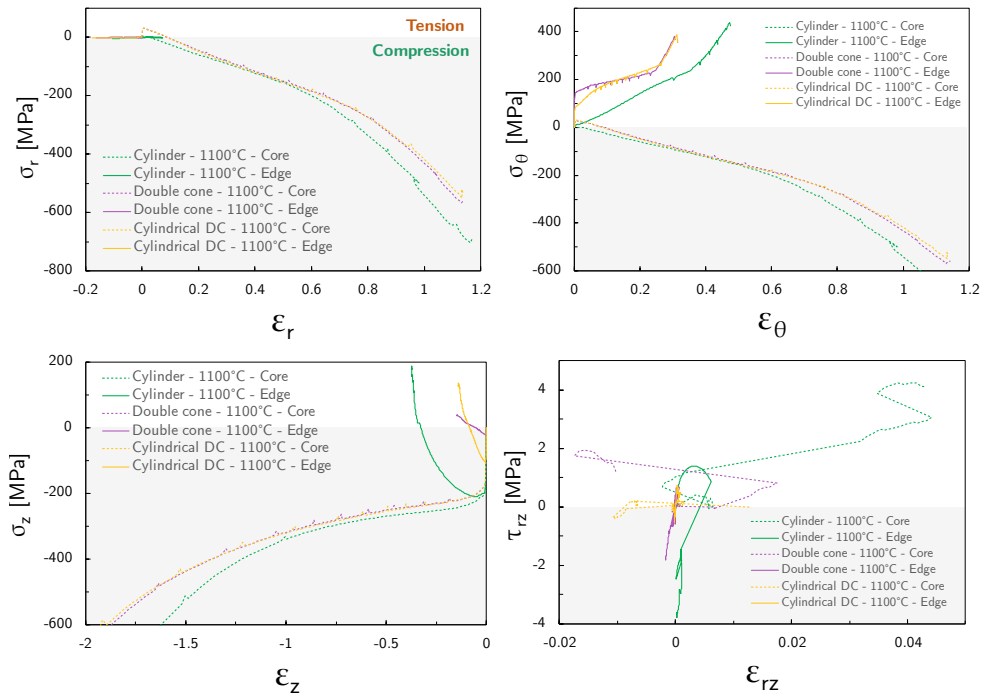 Tension
Compression
0
-200
-400
-600
-800
σr [MPa]
Cylinder - 1100°C - Core
Cylinder - 1100°C - Edge
Double cone - 1100°C - Core
Double cone - 1100°C - Edge
Cylindrical DC - 1100°C - Core
Cylindrical DC - 1100°C - Edge
-0.2 0 0.2 0.4 0.6 0.8 1 1.2
εr
400
200
0
-200
-400
-600
σθ [MPa]
Cylinder - 1100°C - Core
Cylinder - 1100°C - Edge
Double cone - 1100°C - Core
Double cone - 1100°C - Edge
Cylindrical DC - 1100°C - Core
Cylindrical DC - 1100°C - Edge
0 0.2 0.4 0.6 0.8 1 1.2
εθ
200
0
-200
-400
-600
σz [MPa]
Cylinder - 1100°C - Core
Cylinder - 1100°C - Edge
Double cone - 1100°C - Core
Double cone - 1100°C - Edge
Cylindrical DC - 1100°C - Core
Cylindrical DC - 1100°C - Edge
-2 -1.5 -1 -0.5 0
εz
4
2
0
-2
-4
τrz [MPa]
Cylinder - 1100°C - Core
Cylinder - 1100°C - Edge
Double cone - 1100°C - Core
Double cone - 1100°C - Edge
Cylindrical DC - 1100°C - Core
Cylindrical DC - 1100°C - Edge
-0.02 0 0.02 0.04
εrz